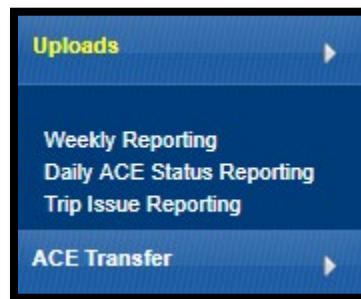 Uploads
Weekly Reporting
Daily ACE Status Reporting
Trip Issue Reporting
ACE Transfer